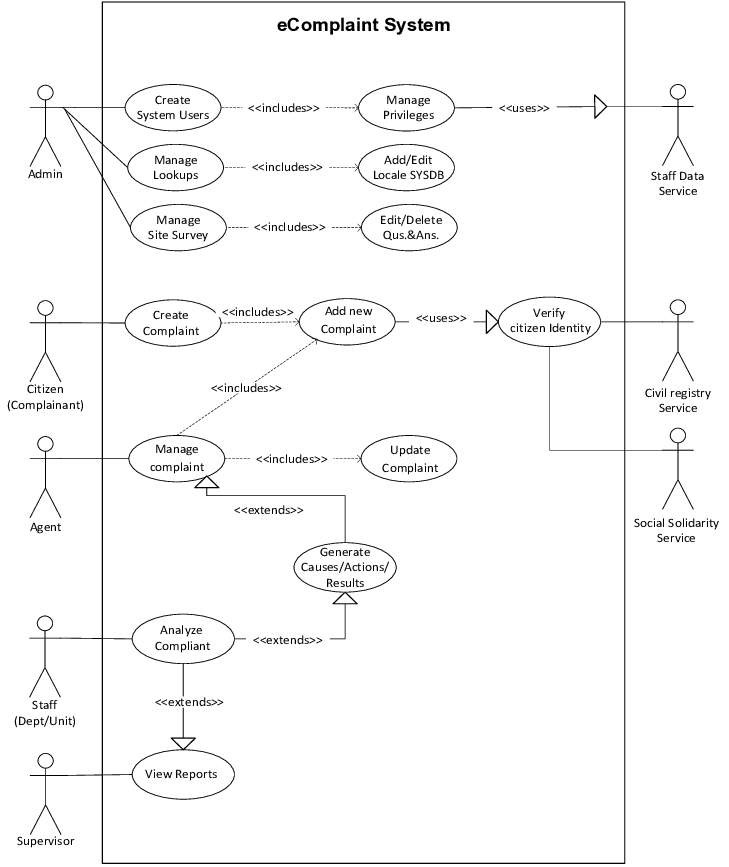 eComplaint System
Create
System Users
<<includes>>
Manage
Privileges
<<uses>>
Admin
Staff Data
Service
Manage
Lookups
<<includes>>
Add/Edit
Locale SYSDB
Manage
Site Survey
<<includes>>
Edit/Delete
Qus.&Ans.
Create
Complaint
<<includes>>
Add new
Complaint
<<uses>>
Verify
citizen Identity
Citizen
(Complainant)
Civil registry
Service
<<includes>>
Manage
complaint
<<includes>>
Update
Complaint
Agent
Social Solidarity
Service
<<extends>>
Generate
Causes/Actions/
Results
Analyze
Compliant
<<extends>>
Staff
(Dept/Unit)
<<extends>>
View Reports
Supervisor